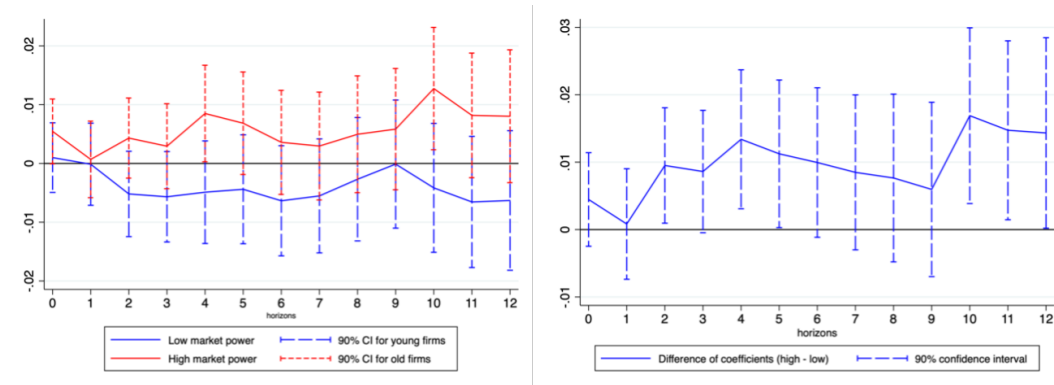 .02
.01
0
-.01
-.02
0 1 2 3 4 5 6 7 8 9 10 11 12
horizons
Low market power 90% CI for young firms
High market power 90% CI for old firms
.03
.02
.01
0
-.01
0 1 2 3 4 5 6 7 8 9 10 11 12
horizons
Difference of coefficients (high - low) 90% confidence interval